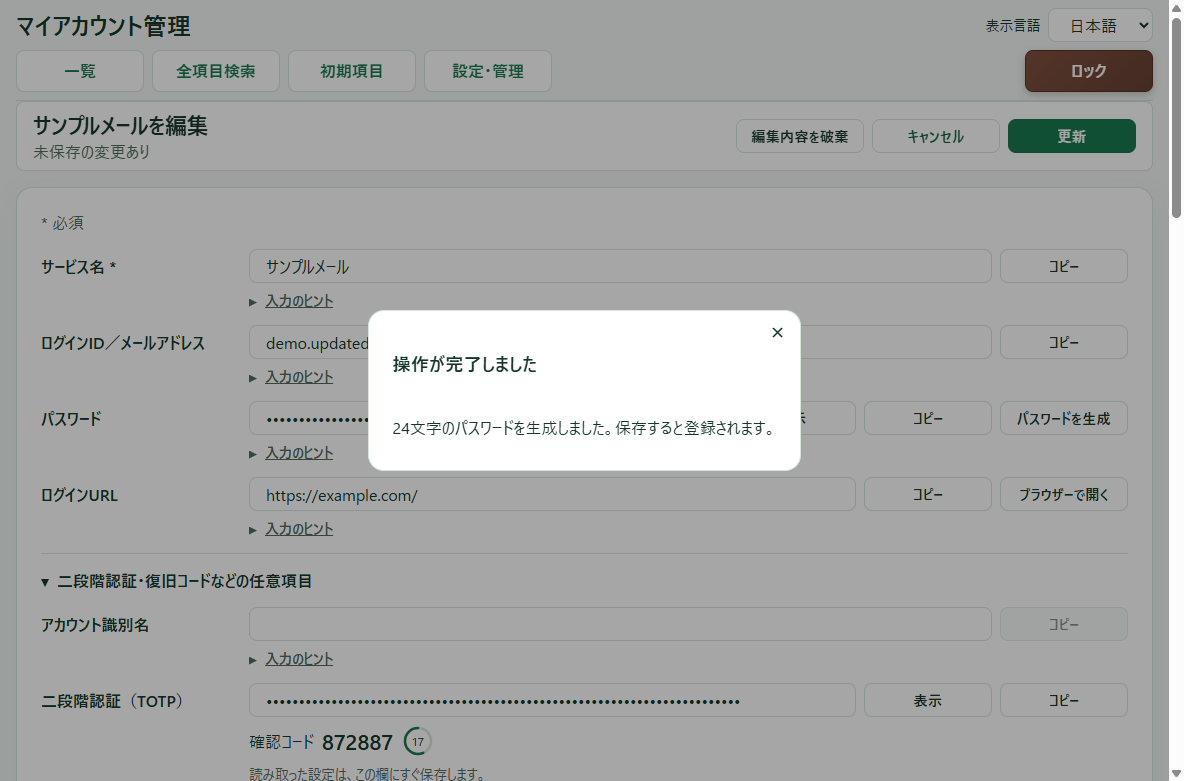 マイアカウント管理
表示言語 日本語
一覧 全項目検索 初期項目 設定・管理 ロック
サンプルメールを編集
未保存の変更あり
編集内容を破棄 キャンセル 更新
* 必須
サービス名 * サンプルメール コピー
▶ 入力のヒント
ログインID／メールアドレス demo.updated コピー
▶ 入力のヒント
×
操作が完了しました
24文字のパスワードを生成しました。保存すると登録されます。
パスワード •••••••••••••••• コピー パスワードを生成
▶ 入力のヒント
ログインURL https://example.com/ コピー ブラウザーで開く
▶ 入力のヒント
▼ 二段階認証・復旧コードなどの任意項目
アカウント識別名 コピー
▶ 入力のヒント
二段階認証（TOTP） 表示 コピー
確認コード 872887 17
読み取った設定は、この欄にすぐ保存します。